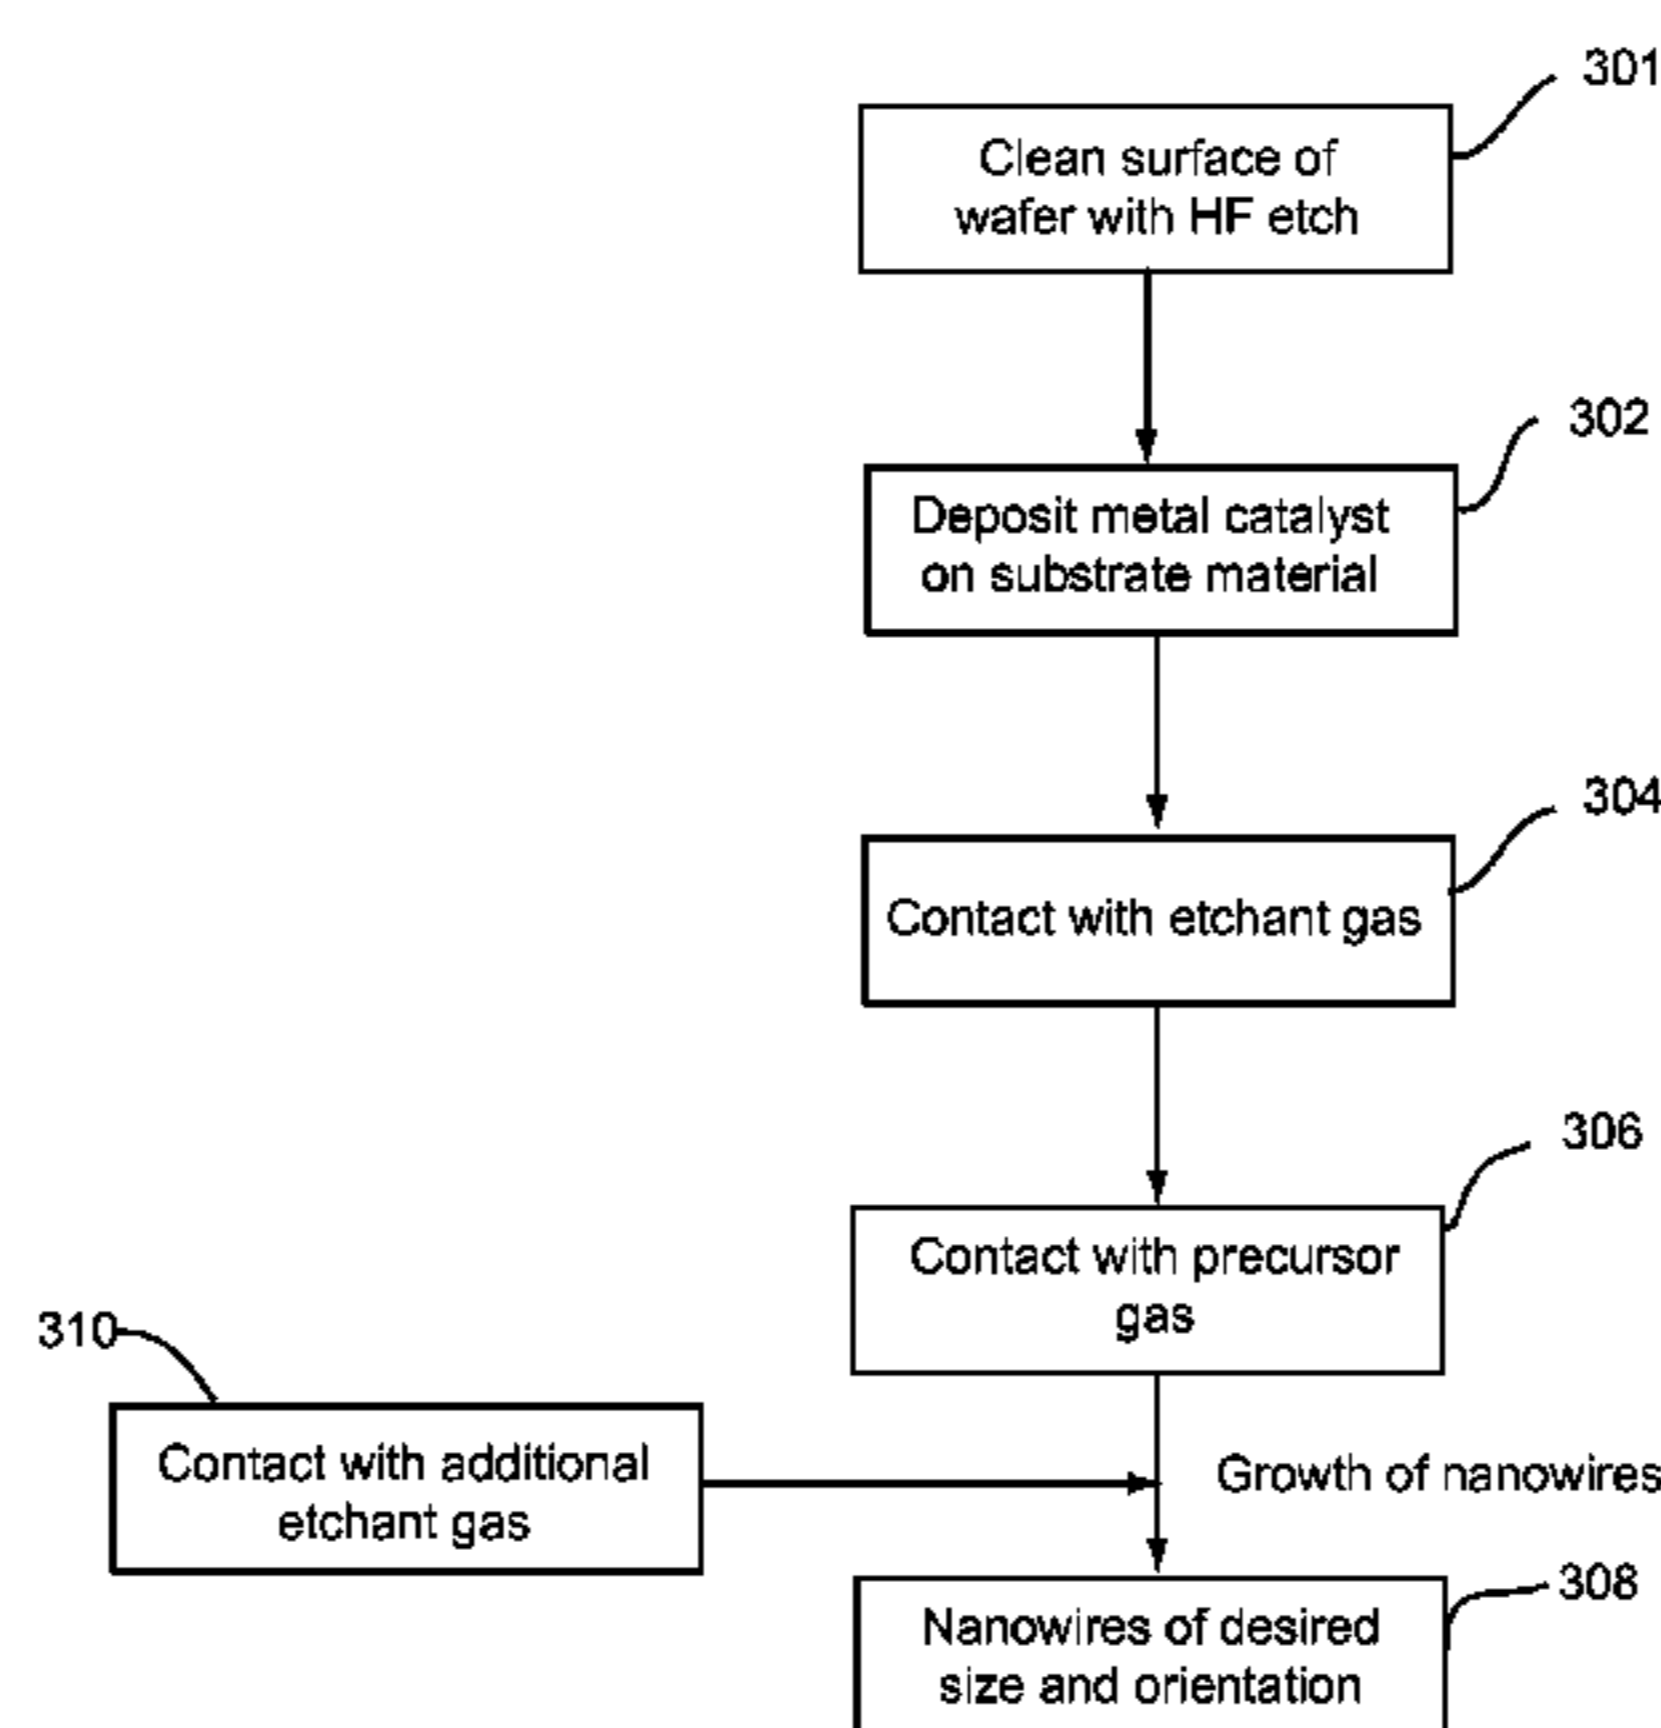 301
Clean surface of
wafer with HF etch
302
Deposit metal catalyst
on substrate material
304
Contact with etchant gas
306
Contact with precursor
gas
310
Contact with additional
etchant gas
Growth of nanowires
308
Nanowires of desired
size and orientation